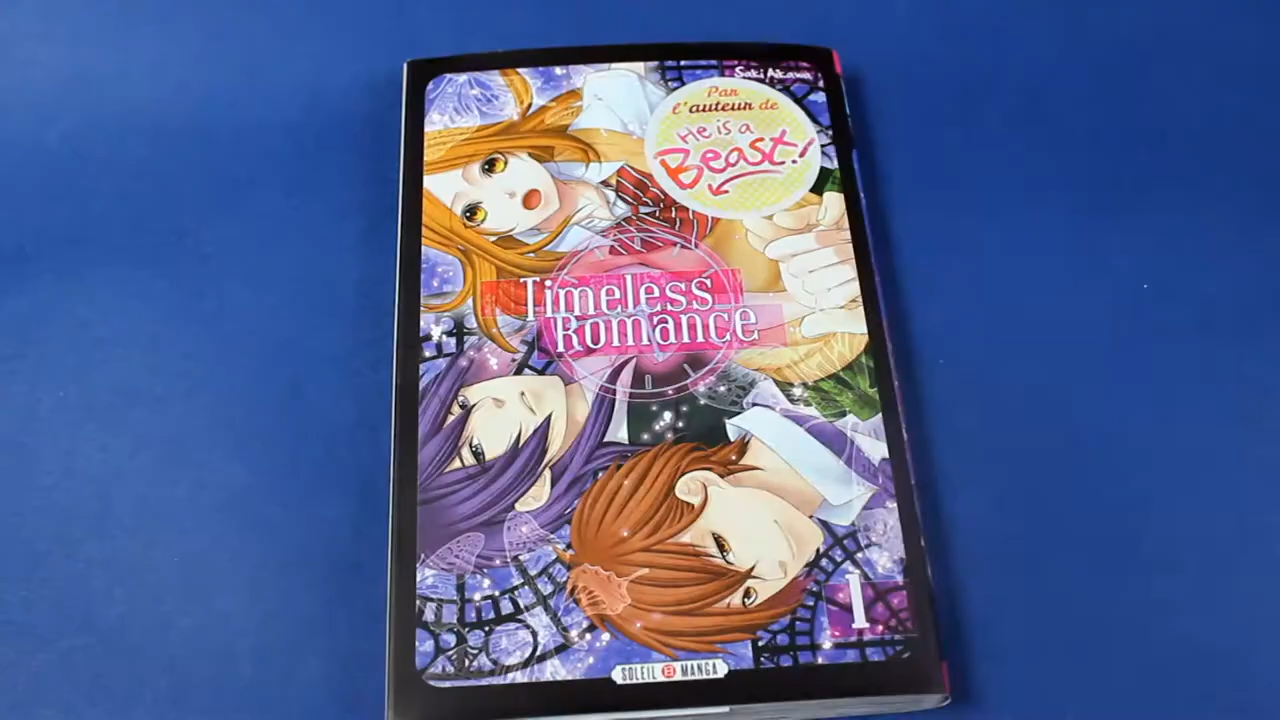 Saki Aikawa
Par
l'auteur de
He is a
Beast!
Timeless
Romance
1
SOLEIL MANGA